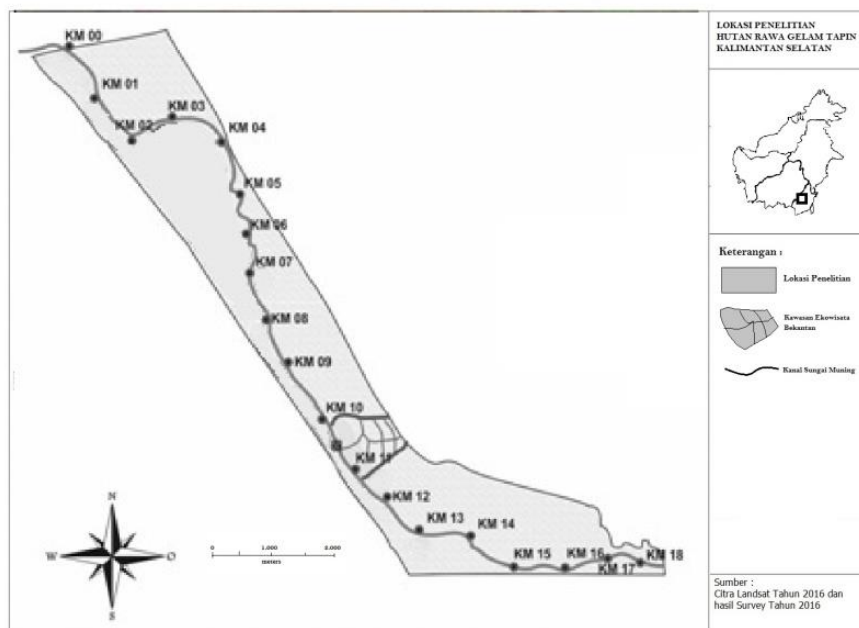 KM 00
KM 01
KM 02
KM 03
KM 04
KM 05
KM 06
KM 07
KM 08
KM 09
KM 10
KM 11
KM 12
KM 13
KM 14
KM 15
KM 16
KM 17
KM 18
N
W
O
S
0 1.000 2.000
meters
LOKASI PENELITIAN
HUTAN RAWA GELAM TAPIN
KALIMANTAN SELATAN
Keterangan :
Lokasi Penelitian
Kawasan Ekowisata
Bekantan
Kanal Sungai Muning
Sumber :
Citra Landsat Tahun 2016 dan
hasil Survey Tahun 2016